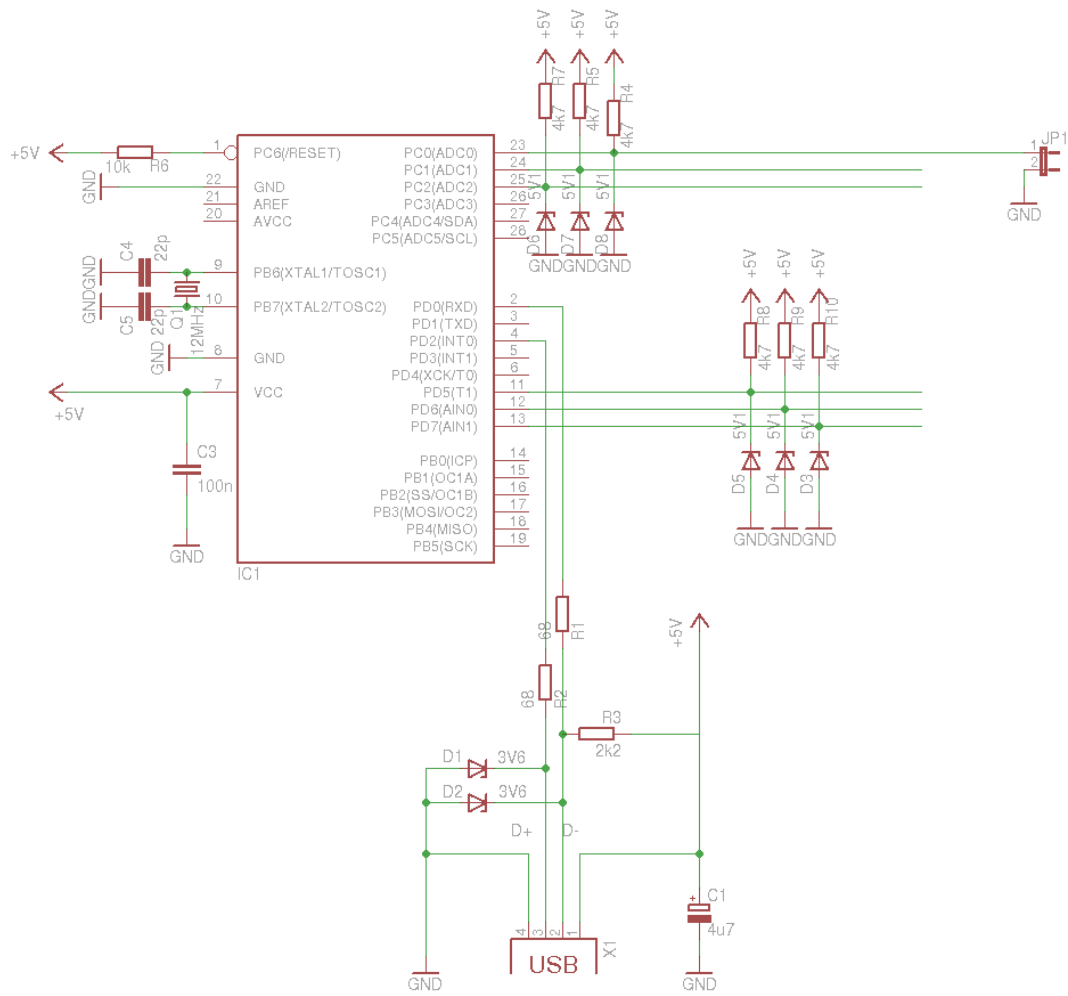 +5V
+5V
+5V
R7
4k7
R5
4k7
R4
4k7
+5V
10k
R6
1
PC6(/RESET)
GND
22
GND
21
AREF
20
AVCC
GND
C4
22p
9
PB6(XTAL1/TOSC1)
GND
C5
22p
Q1
12MHz
10
PB7(XTAL2/TOSC2)
GND
8
GND
7
VCC
+5V
C3
100n
GND
IC1
PC0(ADC0)
23
PC1(ADC1)
24
PC2(ADC2)
25
PC3(ADC3)
26
PC4(ADC4/SDA)
27
PC5(ADC5/SCL)
28
PD0(RXD)
2
PD1(TXD)
3
PD2(INT0)
4
PD3(INT1)
5
PD4(XCK/T0)
6
PD5(T1)
11
PD6(AIN0)
12
PD7(AIN1)
13
PB0(ICP)
14
PB1(OC1A)
15
PB2(SS/OC1B)
16
PB3(MOSI/OC2)
17
PB4(MISO)
18
PB5(SCK)
19
5V1
5V1
5V1
D6
D7
D8
GND
GND
GND
1
2
JP1
GND
+5V
+5V
+5V
R8
4k7
R9
4k7
R10
4k7
5V1
5V1
5V1
D5
D4
D3
GND
GND
GND
68
R1
68
R2
+5V
R3
2k2
D1
3V6
D2
3V6
D+
D-
4
3
2
1
USB
X1
+
C1
4u7
GND
GND